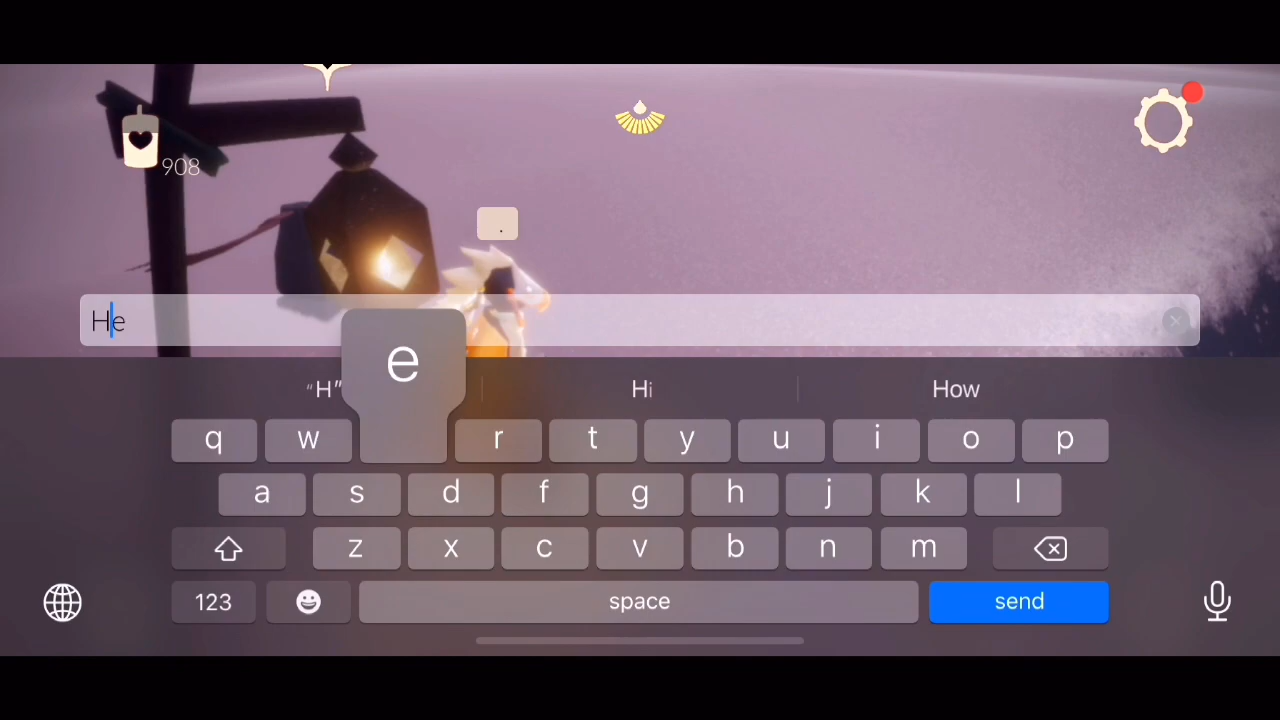 908
.
He
e
“H” Hi How
q w r t y u i o p
a s d f g h j k l
z x c v b n m
123 space send